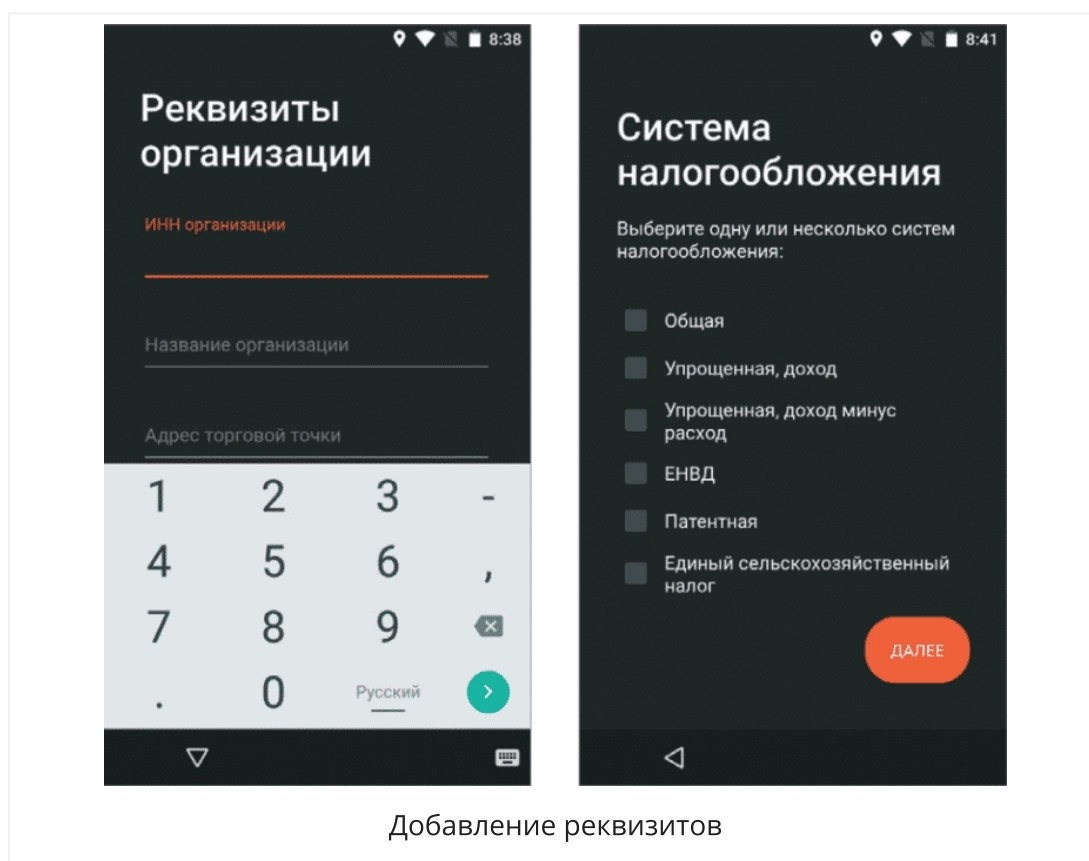 8:38
Реквизиты
организации
ИНН организации
Название организации
Адрес торговой точки
1 2 3 -
4 5 6 ,
7 8 9
. 0 Русский
8:41
Система
налогообложения
Выберите одну или несколько систем
налогообложения:
Общая
Упрощенная, доход
Упрощенная, доход минус
расход
ЕНВД
Патентная
Единый сельскохозяйственный
налог
ДАЛЕЕ
Добавление реквизитов